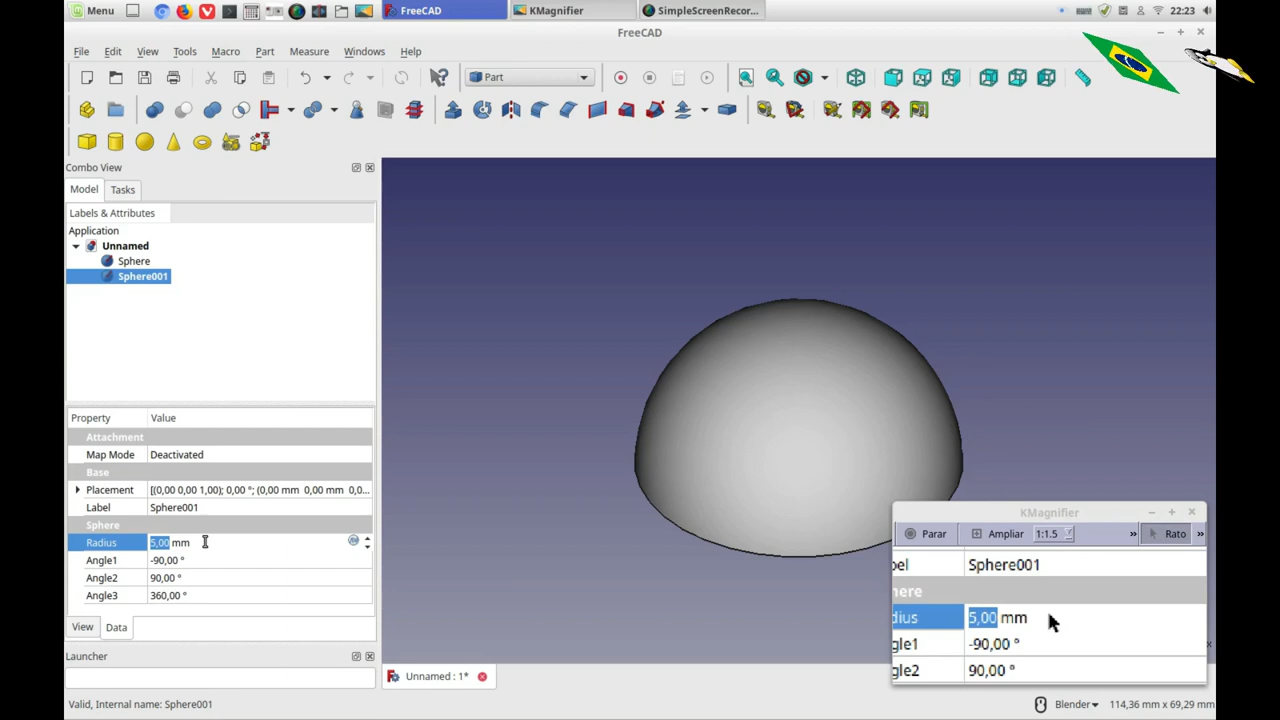 Menu
FreeCAD
KMagnifier
SimpleScreenRecor...
22:23
FreeCAD
File Edit View Tools Macro Part Measure Windows Help
Part
Combo View
Model Tasks
Labels & Attributes
Application
Unnamed
Sphere
Sphere001
Property Value
Attachment
Map Mode Deactivated
Base
Placement [(0,00 0,00 1,00); 0,00 °; (0,00 mm 0,00 mm 0,0...
Label Sphere001
Sphere
Radius 5,00 mm
Angle1 -90,00 °
Angle2 90,00 °
Angle3 360,00 °
View Data
Launcher
Unnamed : 1*
KMagnifier
Parar Ampliar 1:1.5 » Rato »
bel Sphere001
here
dius 5,00 mm
gle1 -90,00 °
gle2 90,00 °
Valid, Internal name: Sphere001
Blender 114,36 mm x 69,29 mm